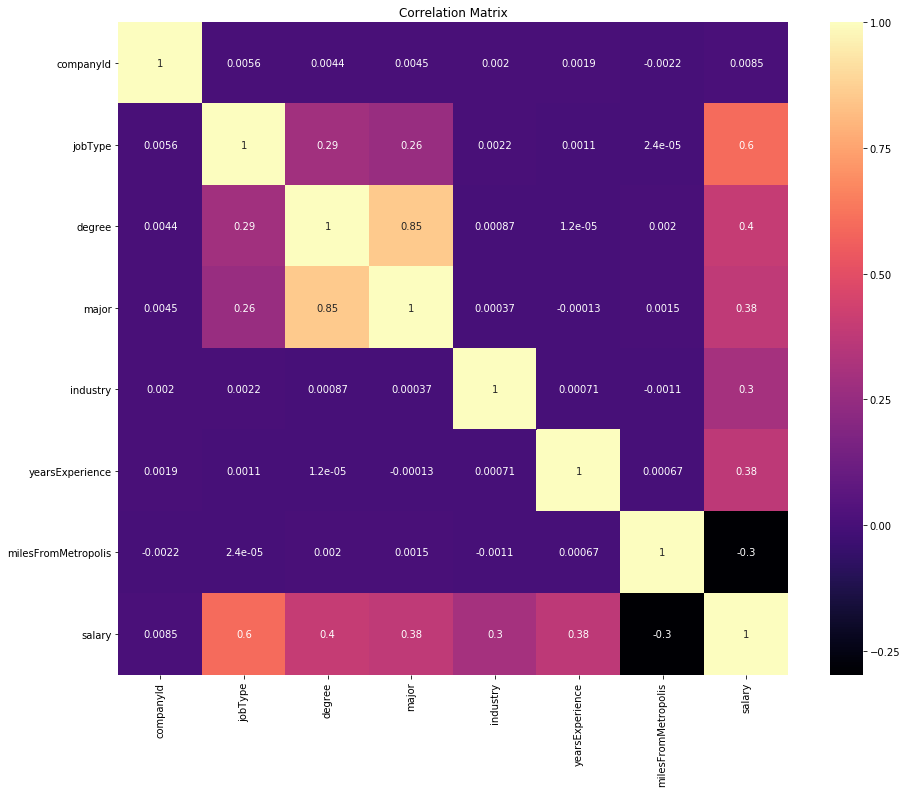 Correlation Matrix
companyId 1 0.0056 0.0044 0.0045 0.002 0.0019 -0.0022 0.0085
jobType 0.0056 1 0.29 0.26 0.0022 0.0011 2.4e-05 0.6
degree 0.0044 0.29 1 0.85 0.00087 1.2e-05 0.002 0.4
major 0.0045 0.26 0.85 1 0.00037 -0.00013 0.0015 0.38
industry 0.002 0.0022 0.00087 0.00037 1 0.00071 -0.0011 0.3
yearsExperience 0.0019 0.0011 1.2e-05 -0.00013 0.00071 1 0.00067 0.38
milesFromMetropolis -0.0022 2.4e-05 0.002 0.0015 -0.0011 0.00067 1 -0.3
salary 0.0085 0.6 0.4 0.38 0.3 0.38 -0.3 1
companyId jobType degree major industry yearsExperience milesFromMetropolis salary
1.00
0.75
0.50
0.25
0.00
−0.25